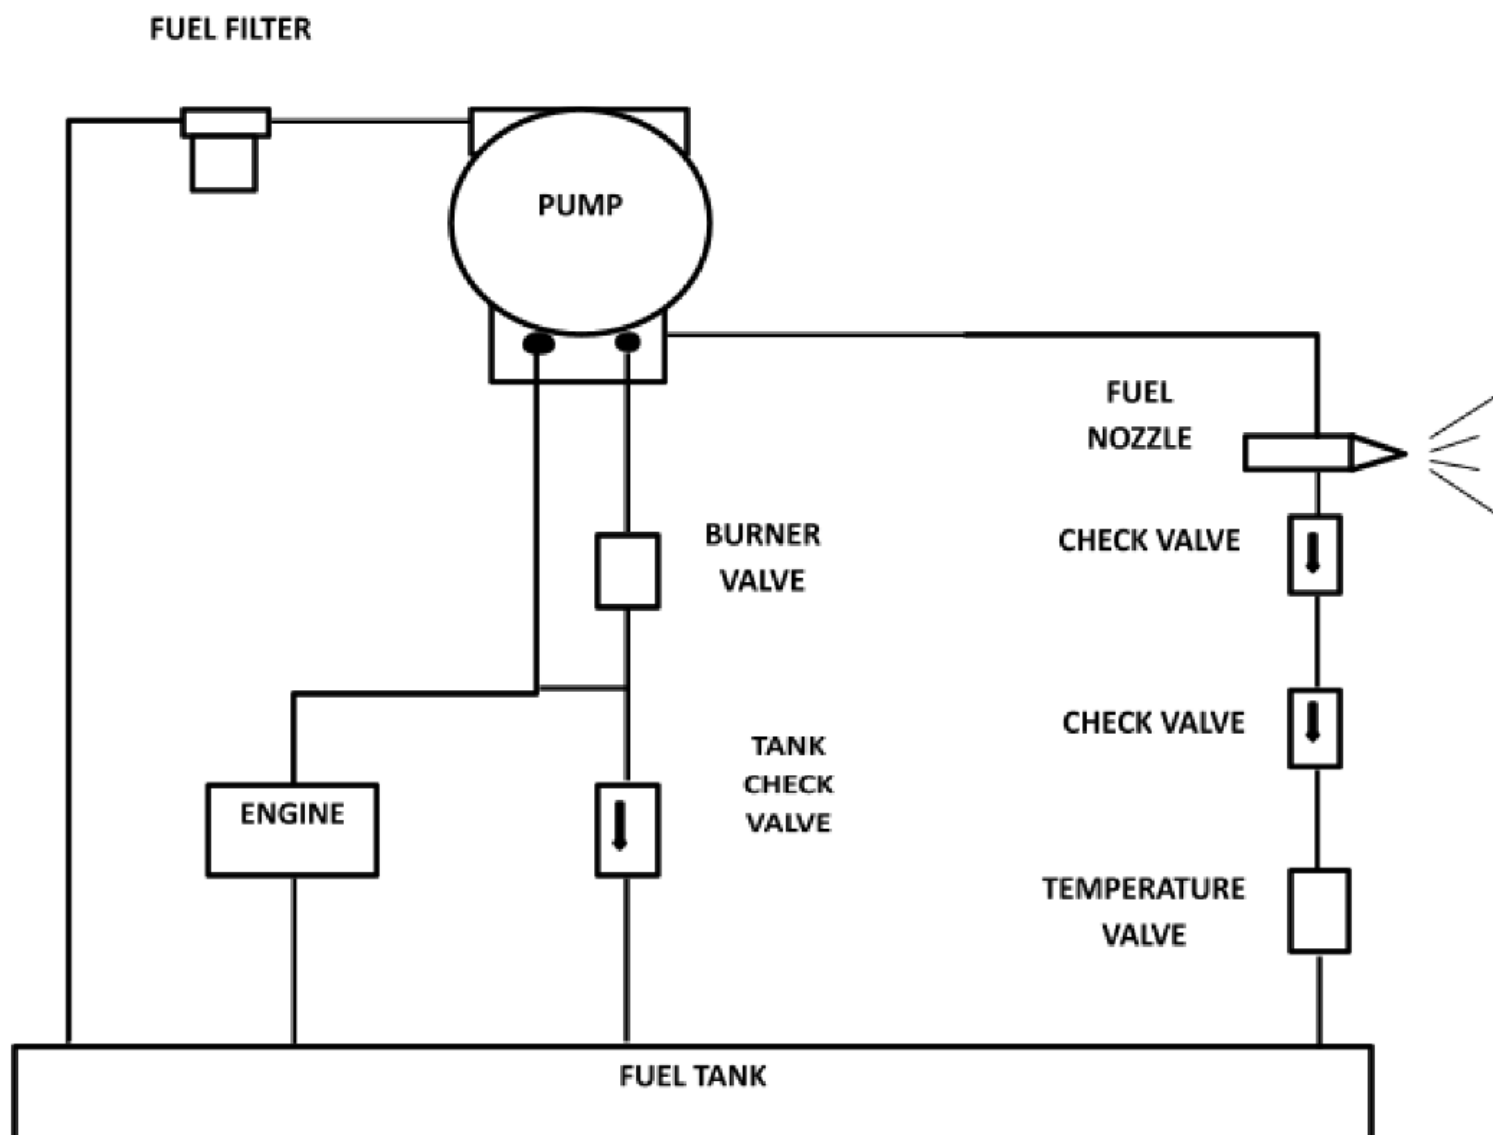 FUEL FILTER
PUMP
FUEL
NOZZLE
BURNER
VALVE
CHECK VALVE
CHECK VALVE
TANK
CHECK
VALVE
ENGINE
TEMPERATURE
VALVE
FUEL TANK